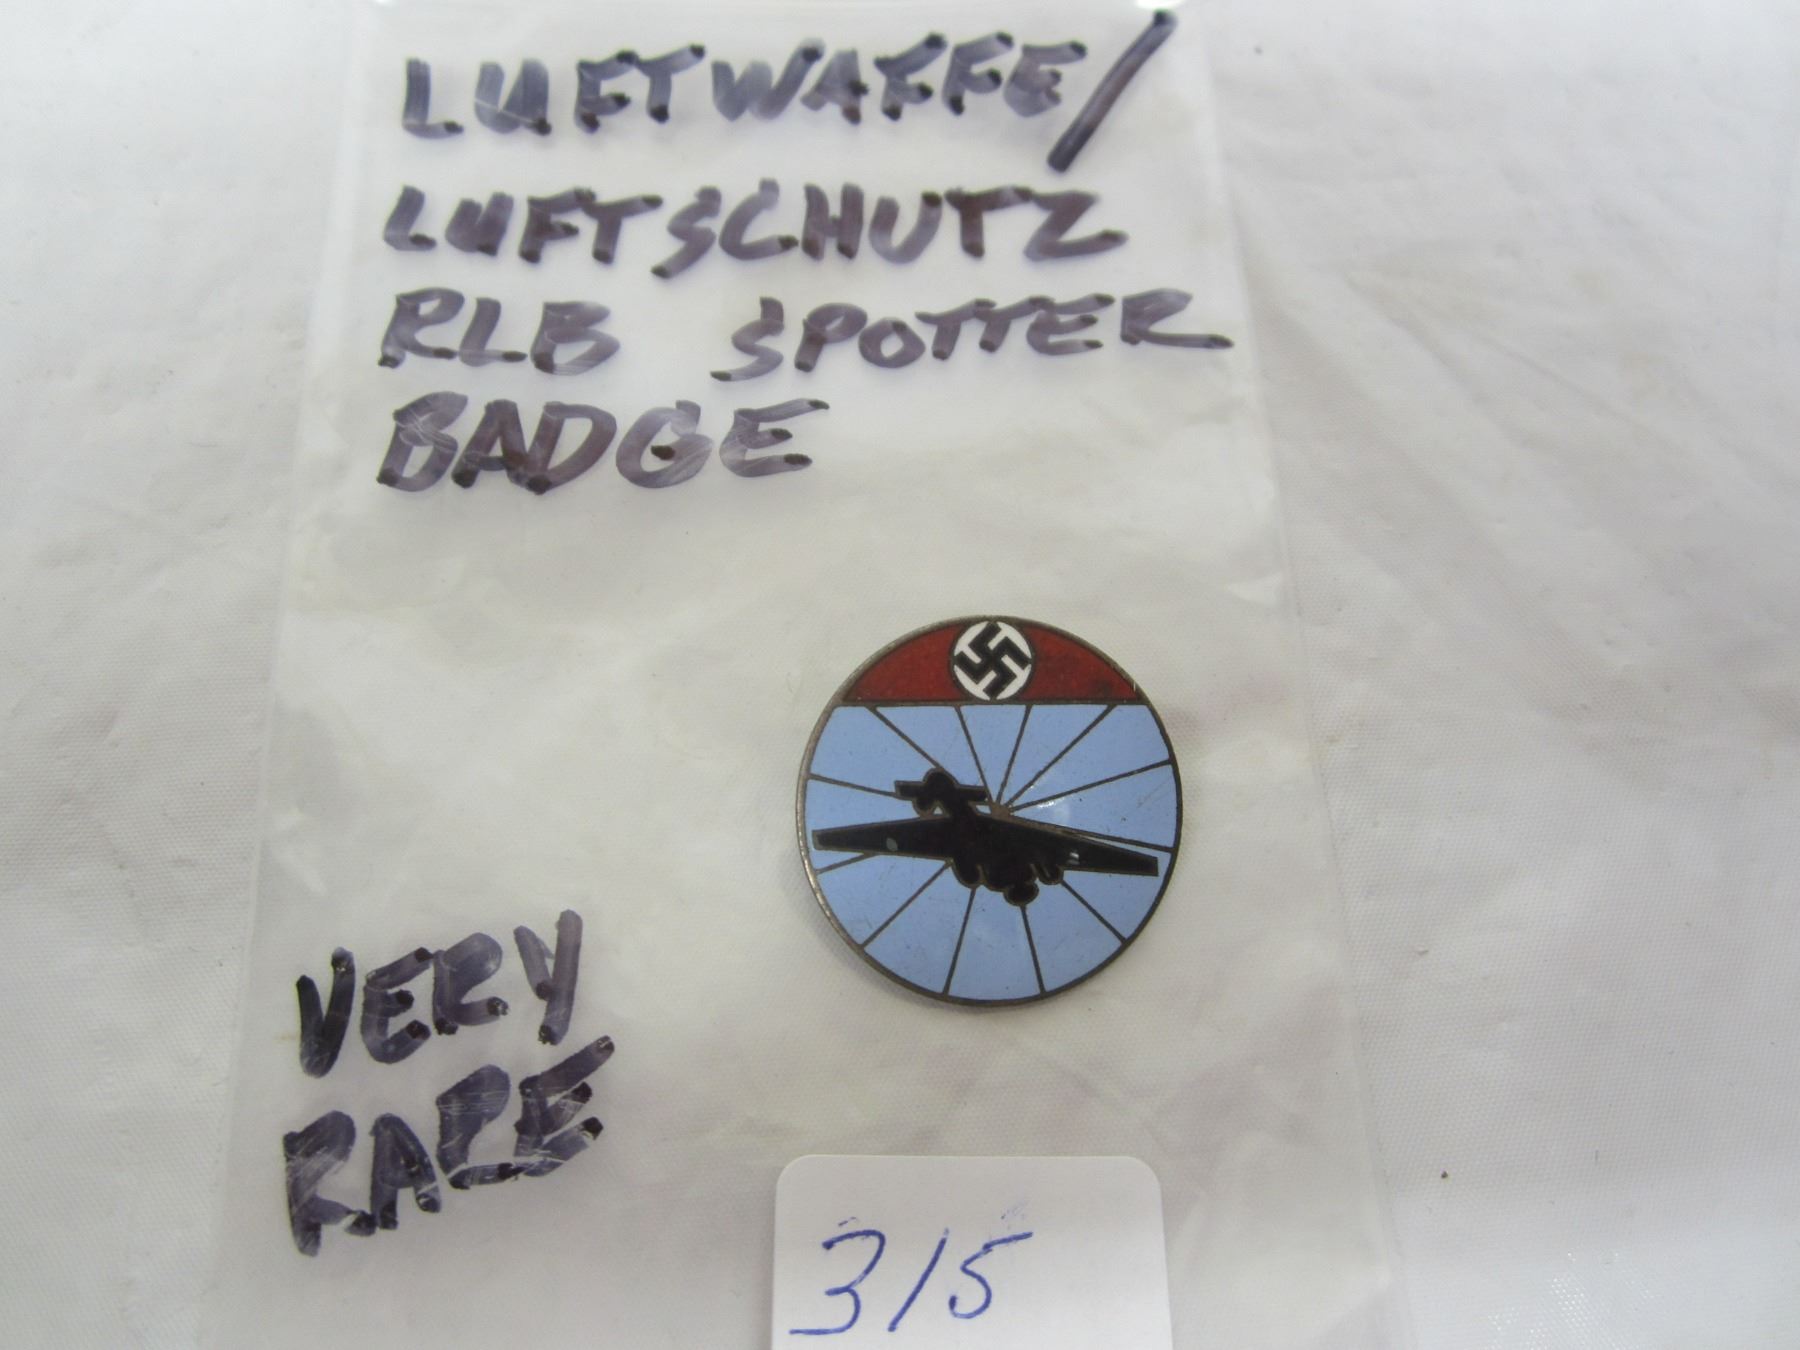 LUFTWAFFE/
LUFTSCHUTZ
RLB SPOTTER
BADGE
VERY
RARE
315